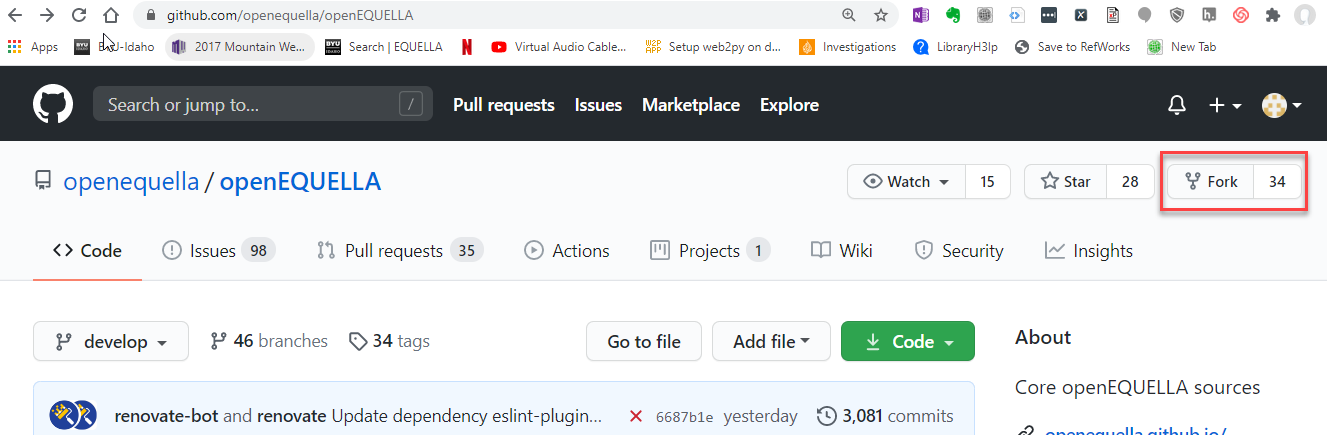 github.com/openequella/openEQUELLA
Apps BYU-Idaho 2017 Mountain We... Search | EQUELLA Virtual Audio Cable... Setup web2py on d... Investigations LibraryH3lp Save to RefWorks New Tab
Search or jump to... / Pull requests Issues Marketplace Explore
openequella / openEQUELLA Watch 15 Star 28 Fork 34
Code Issues 98 Pull requests 35 Actions Projects 1 Wiki Security Insights
develop 46 branches 34 tags Go to file Add file Code About
Core openEQUELLA sources
renovate-bot and renovate Update dependency eslint-plugin... 6687b1e yesterday 3,081 commits
openequella.github.io/